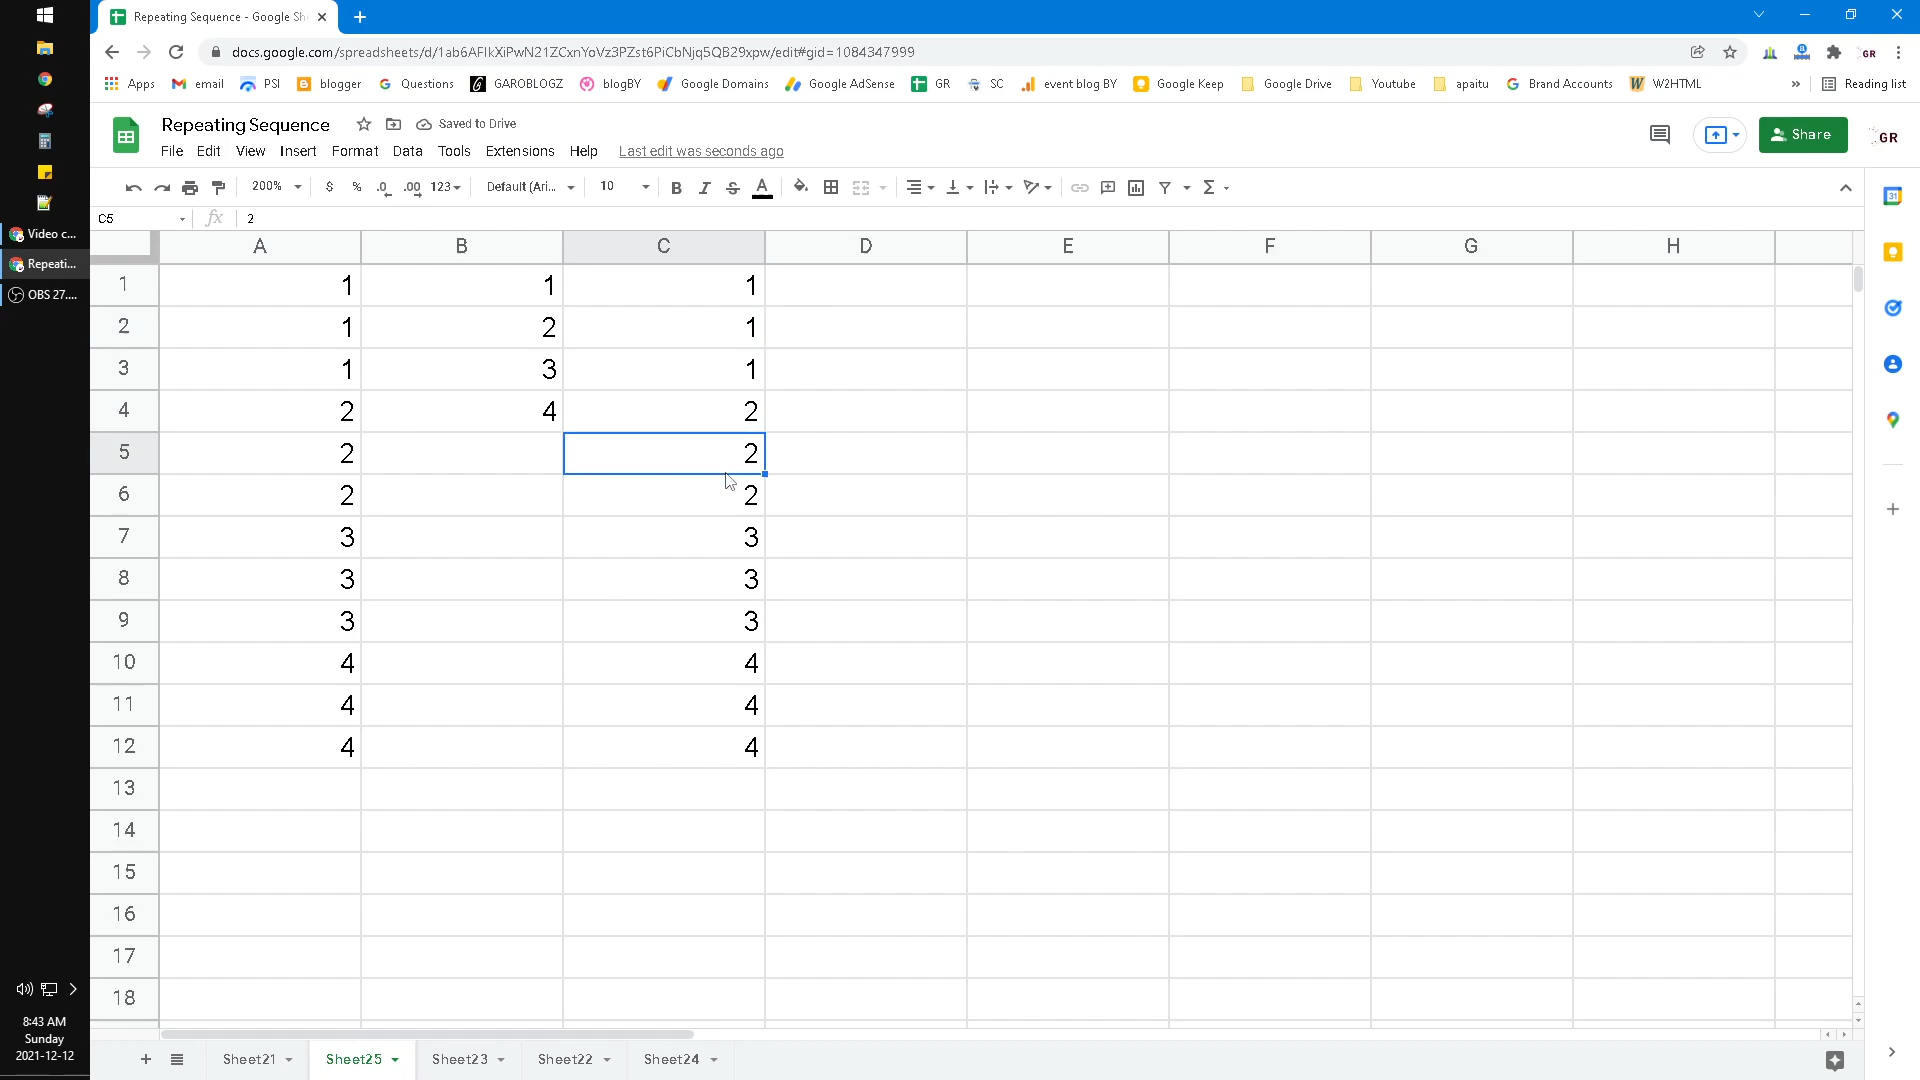 Repeating Sequence - Google Sh
docs.google.com/spreadsheets/d/1ab6AFIkXiPwN21ZCxnYoVz3PZst6PiCbNjq5QB29xpw/edit#gid=1084347999
GR
Apps email PSI blogger Questions GAROBLOGZ blogBY Google Domains Google AdSense GR SC event blog BY Google Keep Google Drive Youtube apaitu Brand Accounts W2HTML » Reading list
Repeating Sequence Saved to Drive
Share
GR
File Edit View Insert Format Data Tools Extensions Help Last edit was seconds ago
200% $ % .0 .00 123 Default (Ari... 10 B I S A Σ
C5 fx 2
A B C D E F G H
1 1 1 1
2 1 2 1
3 1 3 1
4 2 4 2
5 2 2
6 2 2
7 3 3
8 3 3
9 3 3
10 4 4
11 4 4
12 4 4
13
14
15
16
17
18
+ Sheet21 Sheet25 Sheet23 Sheet22 Sheet24
Video c...
Repeati...
OBS 27....
8:43 AM
Sunday
2021-12-12
31